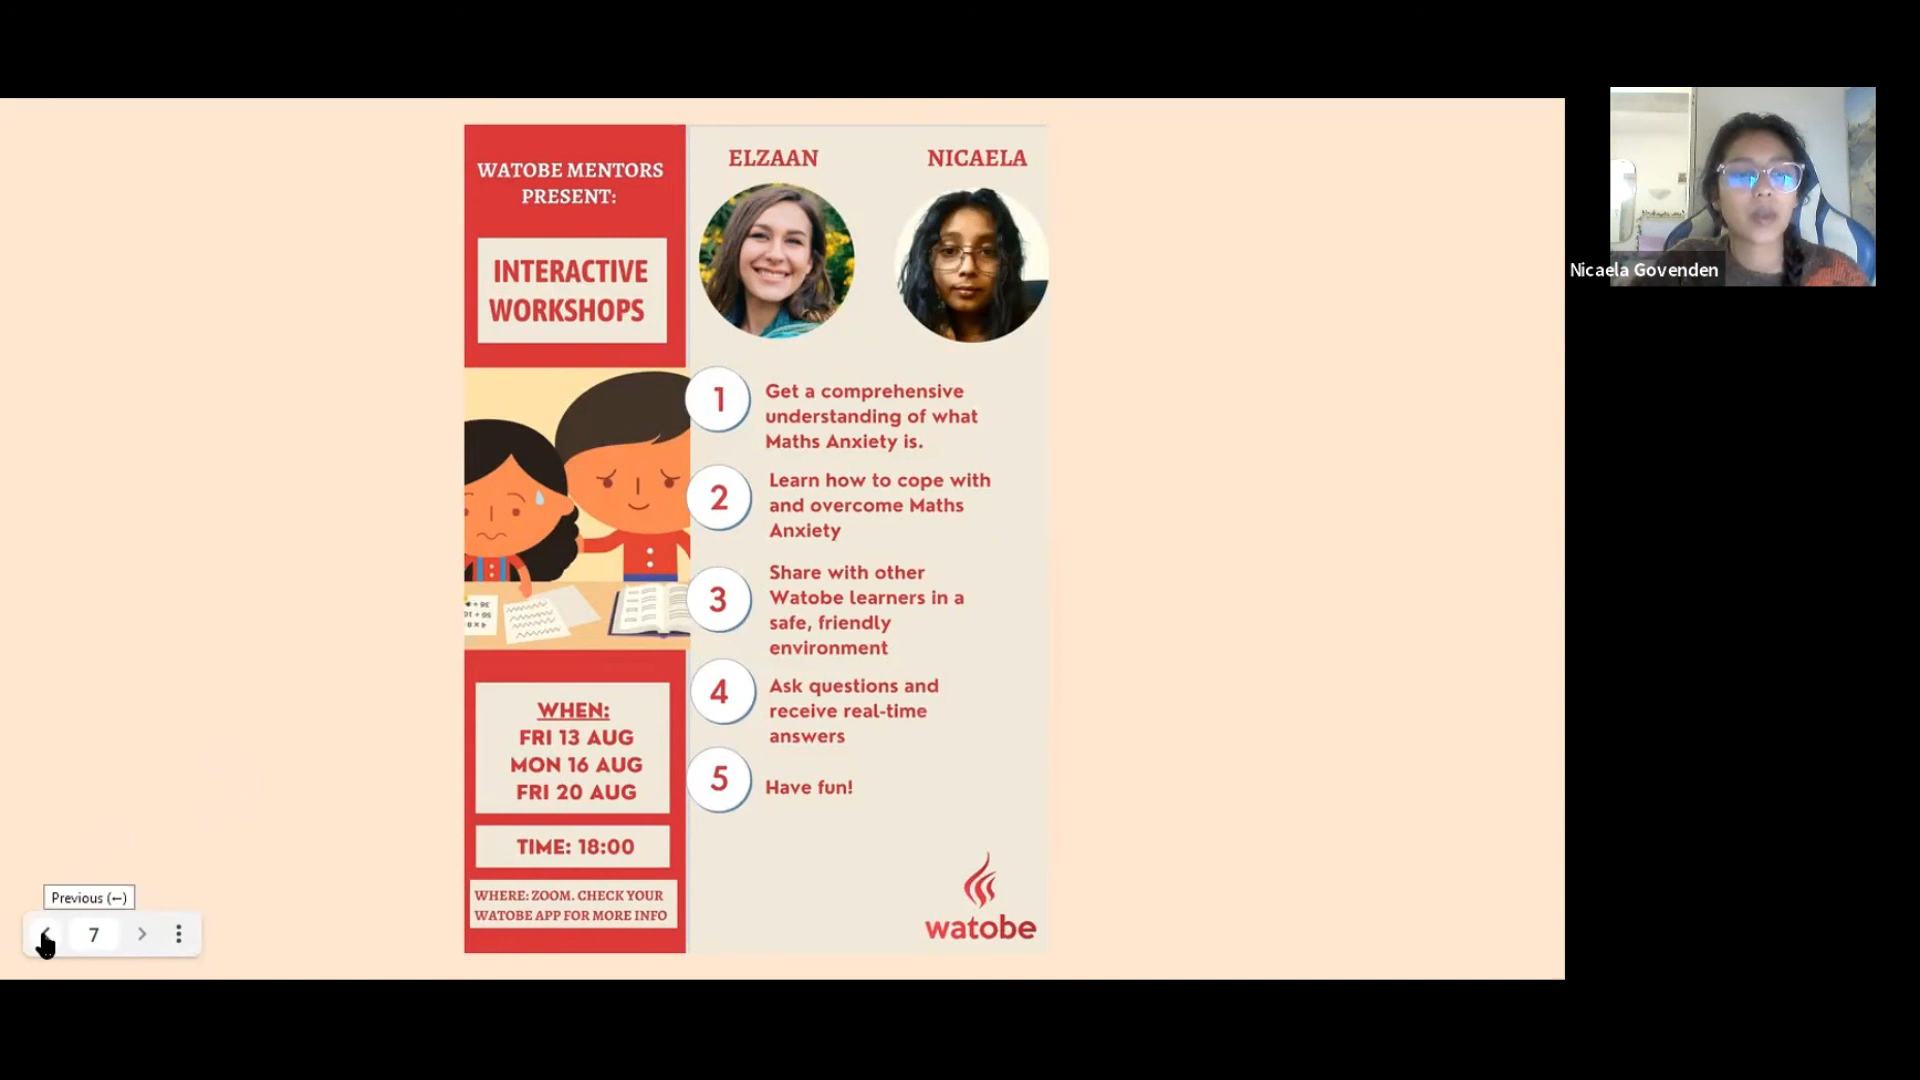 WATOBE MENTORS
PRESENT:
INTERACTIVE
WORKSHOPS
ELZAAN
NICAELA
1
Get a comprehensive
understanding of what
Maths Anxiety is.
2
Learn how to cope with
and overcome Maths
Anxiety
3
Share with other
Watobe learners in a
safe, friendly
environment
4
Ask questions and
receive real-time
answers
5
Have fun!
WHEN:
FRI 13 AUG
MON 16 AUG
FRI 20 AUG
TIME: 18:00
WHERE: ZOOM. CHECK YOUR
WATOBE APP FOR MORE INFO
watobe
Nicaela Govenden
Previous (←)
7